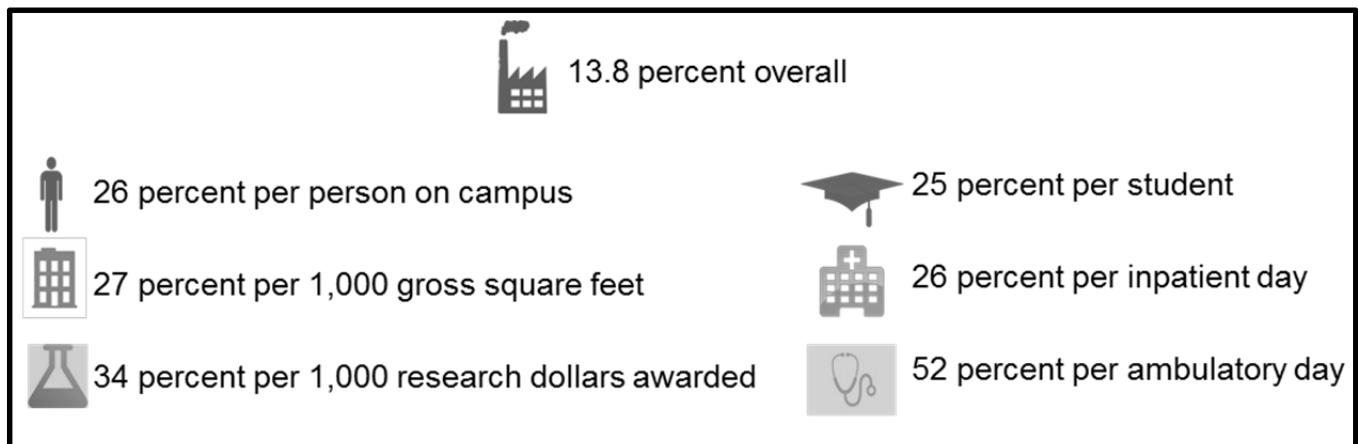 13.8 percent overall
26 percent per person on campus
25 percent per student
27 percent per 1,000 gross square feet
26 percent per inpatient day
34 percent per 1,000 research dollars awarded
52 percent per ambulatory day